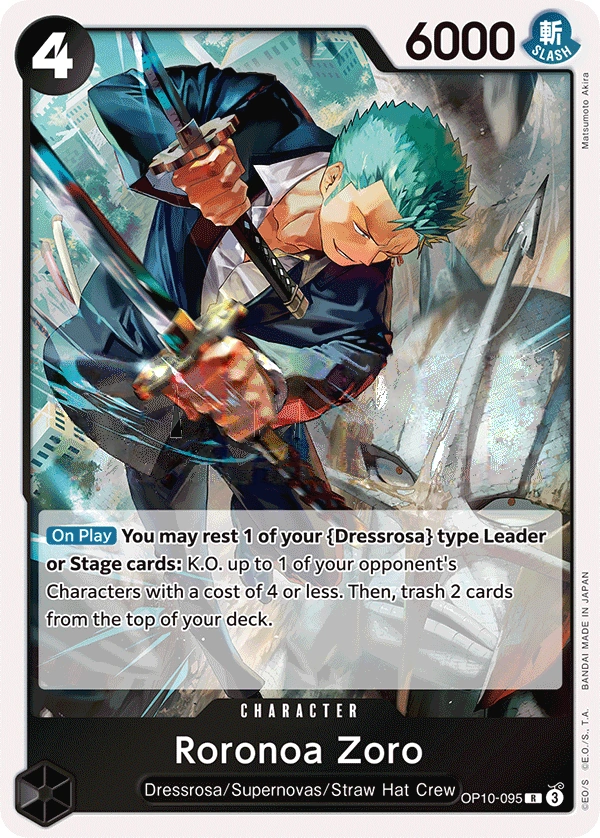 4
6000
斬
SLASH
Matsumoto Akira
On Play You may rest 1 of your {Dressrosa} type Leader
or Stage cards: K.O. up to 1 of your opponent's
Characters with a cost of 4 or less. Then, trash 2 cards
from the top of your deck.
CHARACTER
Roronoa Zoro
Dressrosa/Supernovas/Straw Hat Crew
OP10-095 R 3
©E.O/S ©E.O./S., T.A. BANDAI MADE IN JAPAN